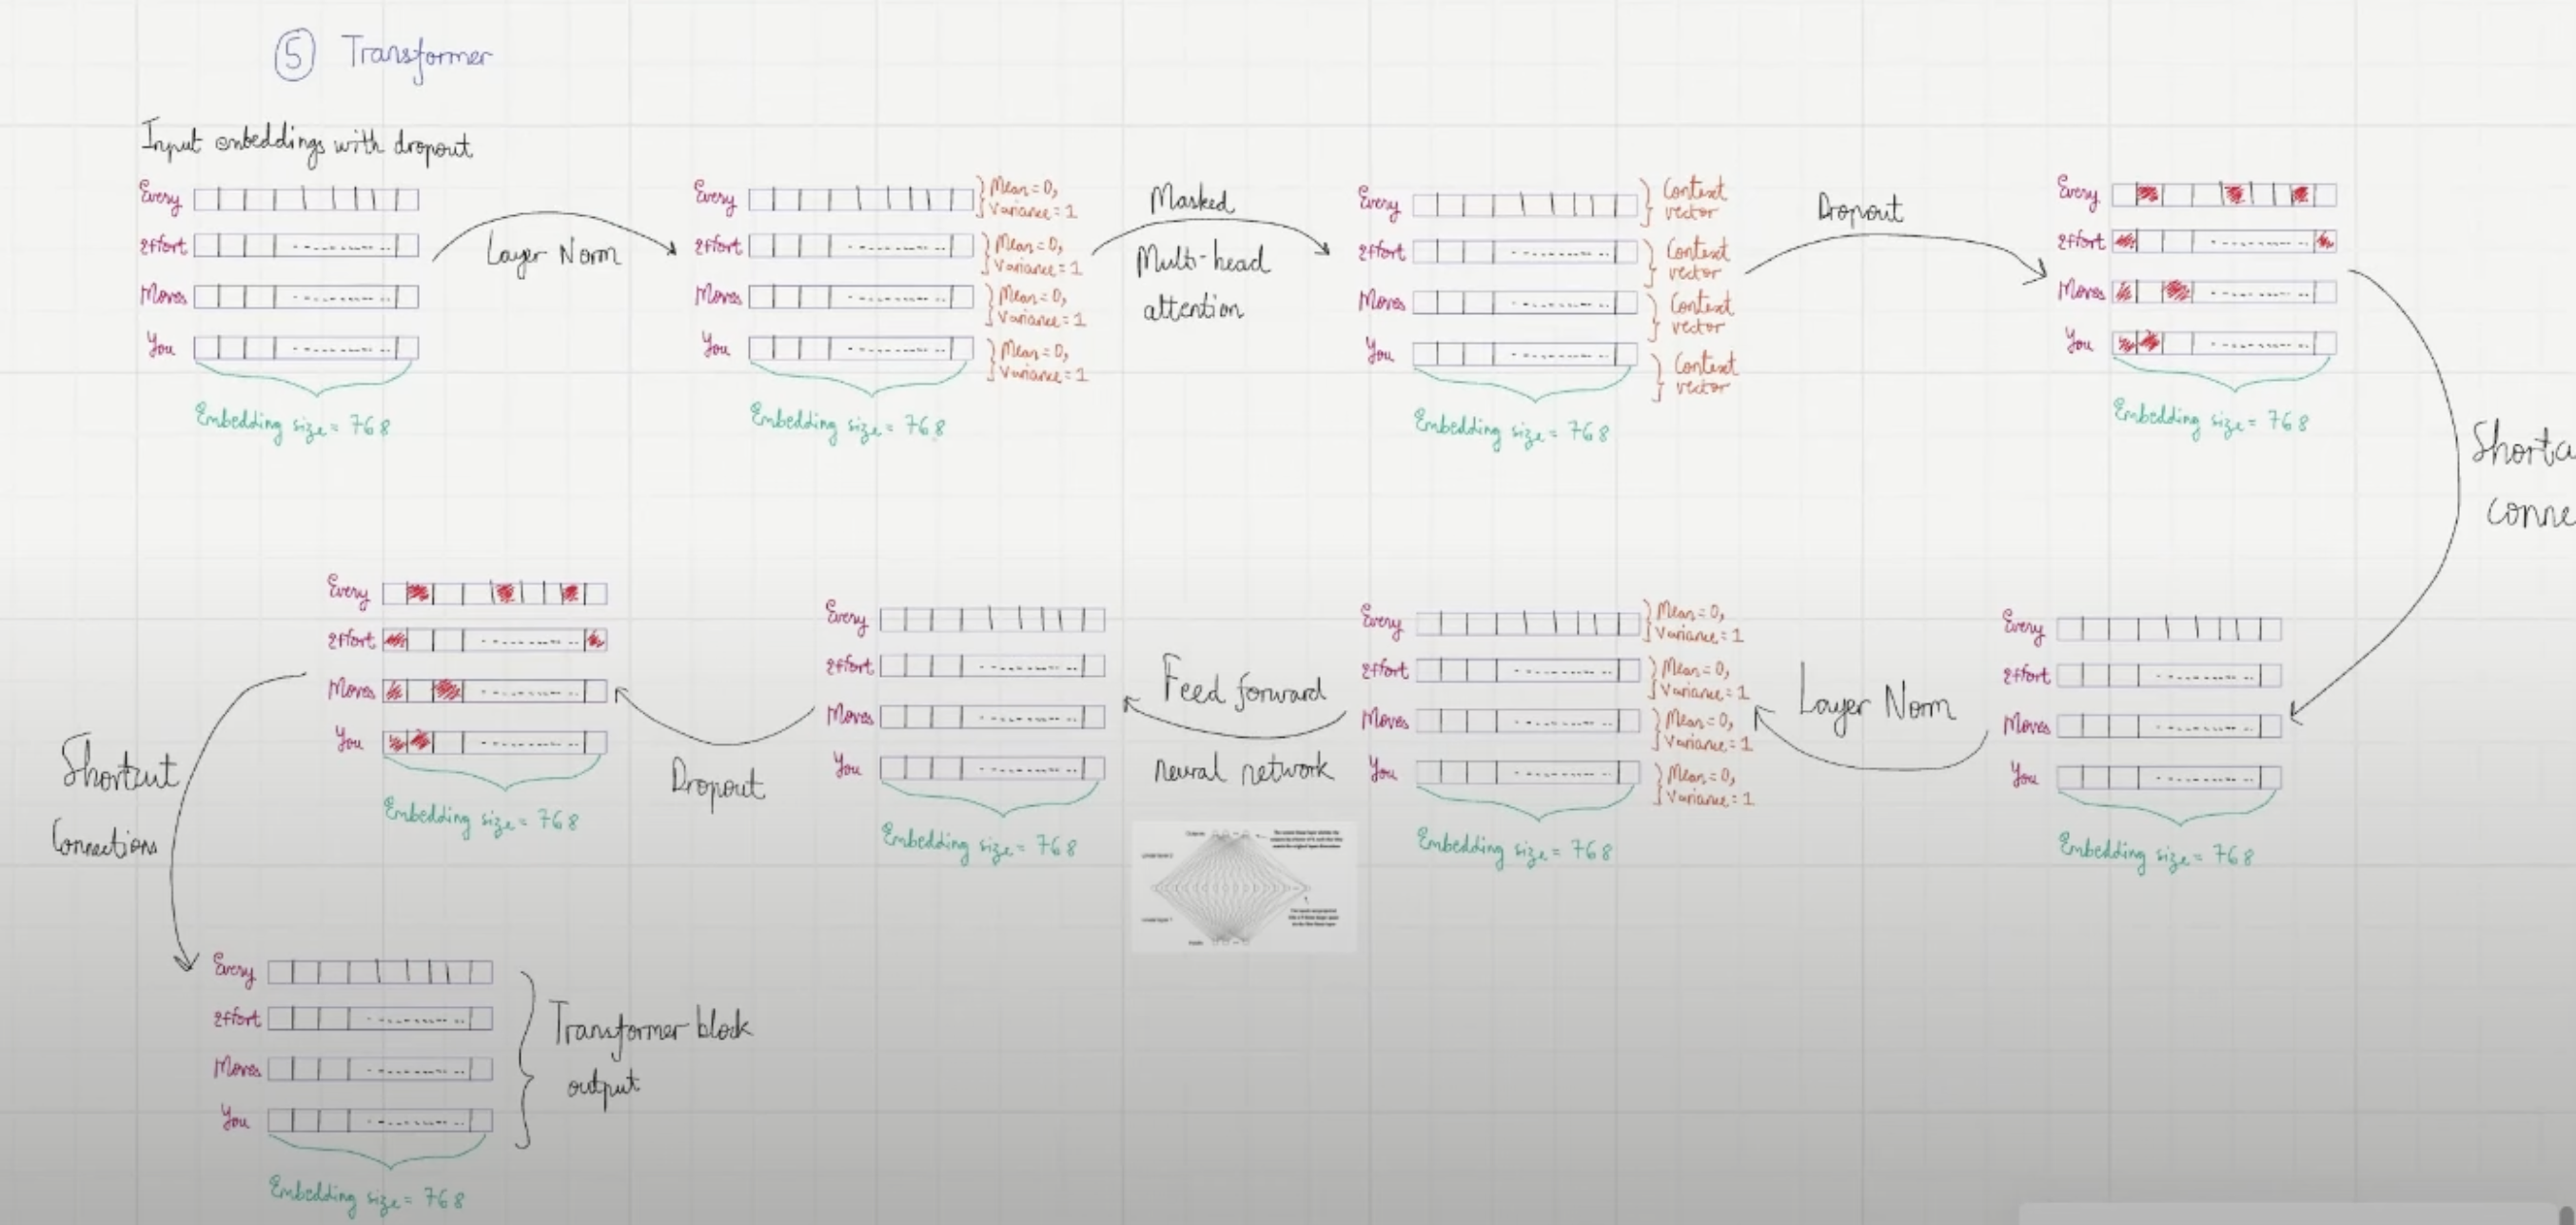 5 Transformer
Input embeddings with dropout
Every
Effort
Moves
You
Embedding size = 768
Layer Norm
Every
Effort
Moves
You
Mean = 0,
Variance = 1
Mean = 0,
Variance = 1
Mean = 0,
Variance = 1
Mean = 0,
Variance = 1
Embedding size = 768
Masked
Multi-head
attention
Every
Effort
Moves
You
Context
vector
Context
vector
Context
vector
Context
vector
Embedding size = 768
Dropout
Every
Effort
Moves
You
Embedding size = 768
Shortcu
conne
Every
Effort
Moves
You
Embedding size = 768
Layer Norm
Every
Effort
Moves
You
Mean = 0,
Variance = 1
Mean = 0,
Variance = 1
Mean = 0,
Variance = 1
Mean = 0,
Variance = 1
Embedding size = 768
Feed forward
neural network
Every
Effort
Moves
You
Embedding size = 768
Dropout
Every
Effort
Moves
You
Embedding size = 768
Shortcut
Connections
Every
Effort
Moves
You
Transformer block
output
Embedding size = 768